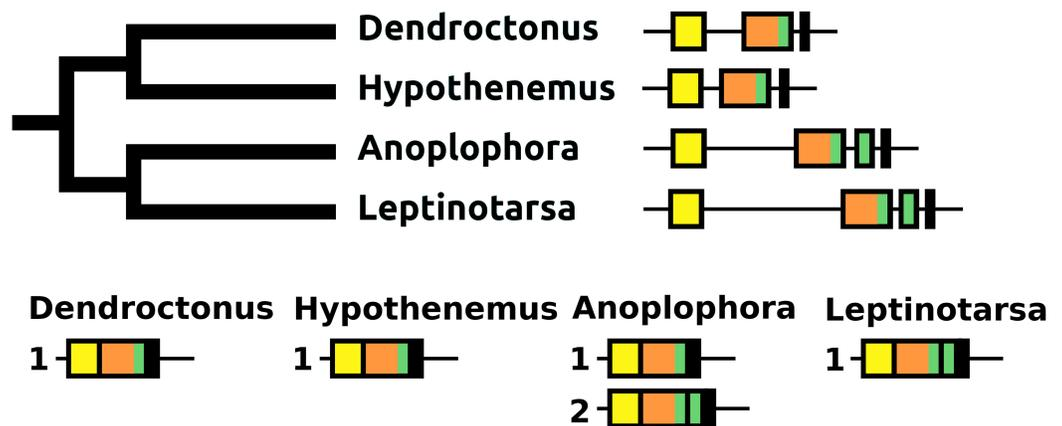 Dendroctonus
Hypothenemus
Anoplophora
Leptinotarsa
Dendroctonus Hypothenemus Anoplophora Leptinotarsa
1 1 1 1
2